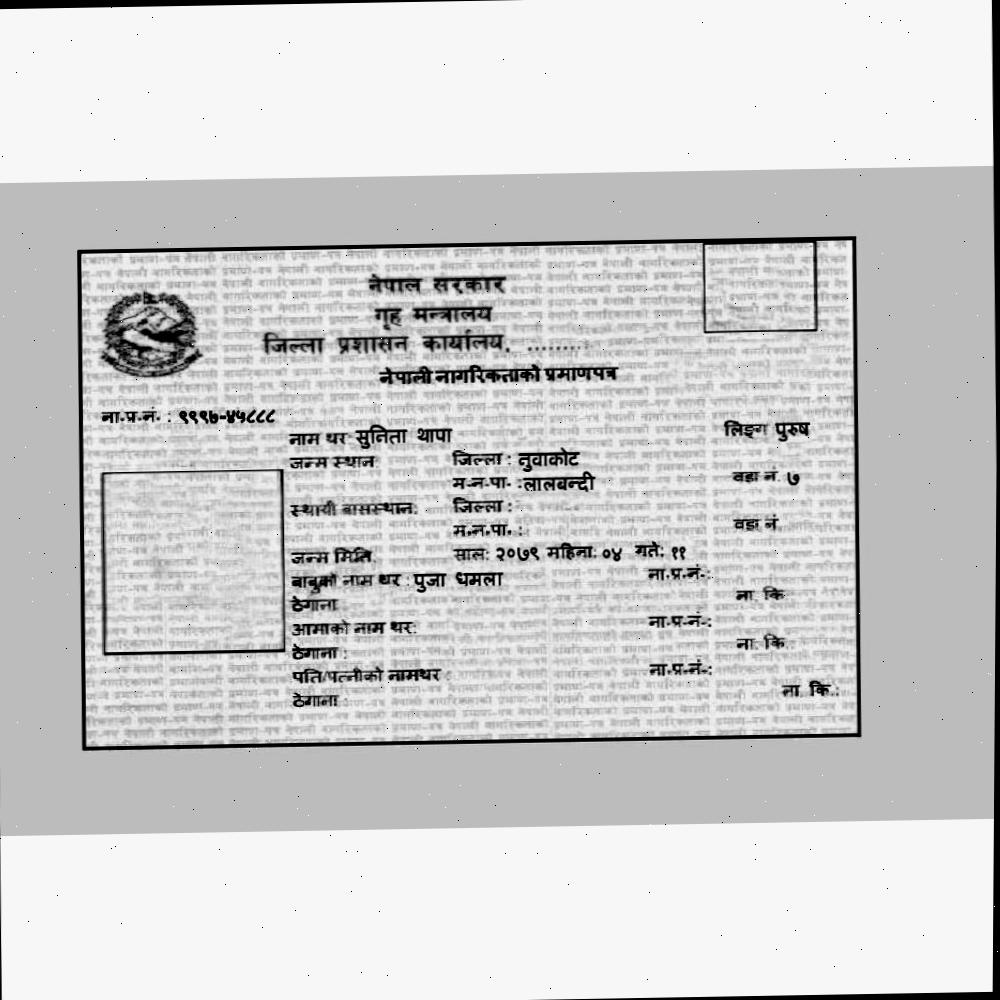 नेपाल सरकार
गृह मन्त्रालय
जिल्ला प्रशासन कार्यालय, .........
नेपाली नागरिकताको प्रमाणपत्र
ना.प्र.नं. : ९९९७-४५८८८
नाम थर सुनिता थापा लिङ्ग पुरुष
जन्म स्थान: जिल्ला : नुवाकोट
म.न.पा. :लालबन्दी वडा नं. ७
स्थायी बासस्थान: जिल्ला :
म.न.पा. : वडा नं.
जन्म मिति: साल: २०७९ महिना: ०४ गते: ११
बाबुको नाम थर : पुजा धमला ना.प्र.नं.:
ठेगाना ना. कि
आमाको नाम थर: ना.प्र.नं.:
ठेगाना : ना. कि.
पति/पत्नीको नामथर : ना.प्र.नं.:
ठेगाना : ना. कि.: